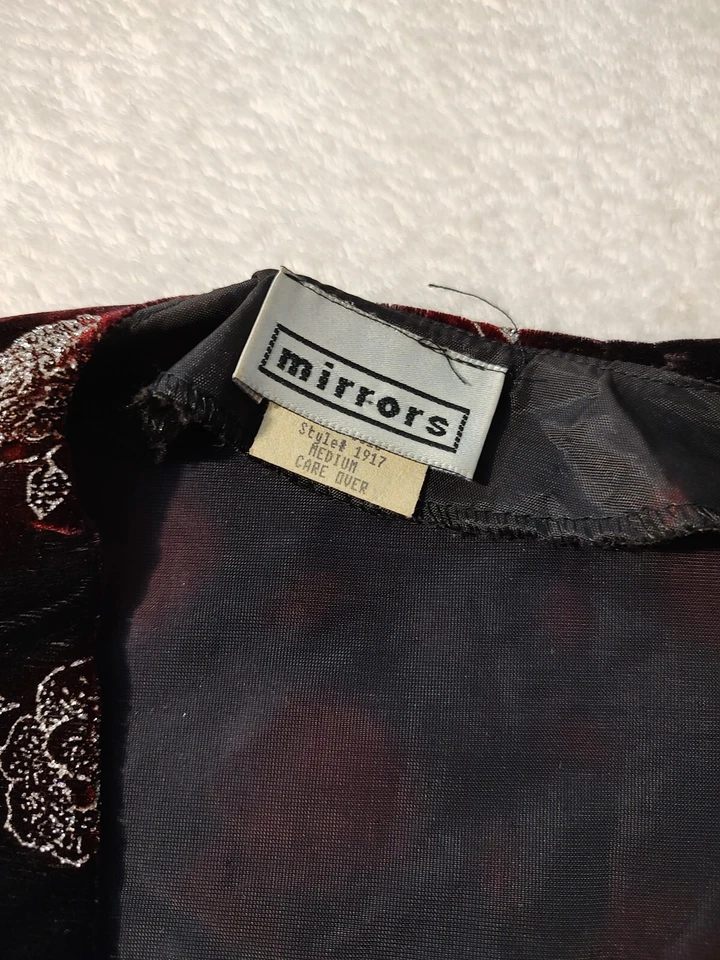 mirrors
Style# 1917
MEDIUM
CARE OVER